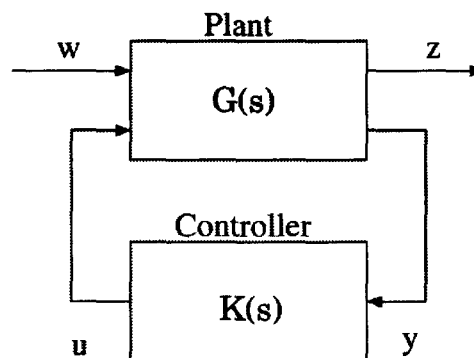 Plant
w
z
G(s)
Controller
K(s)
u
y